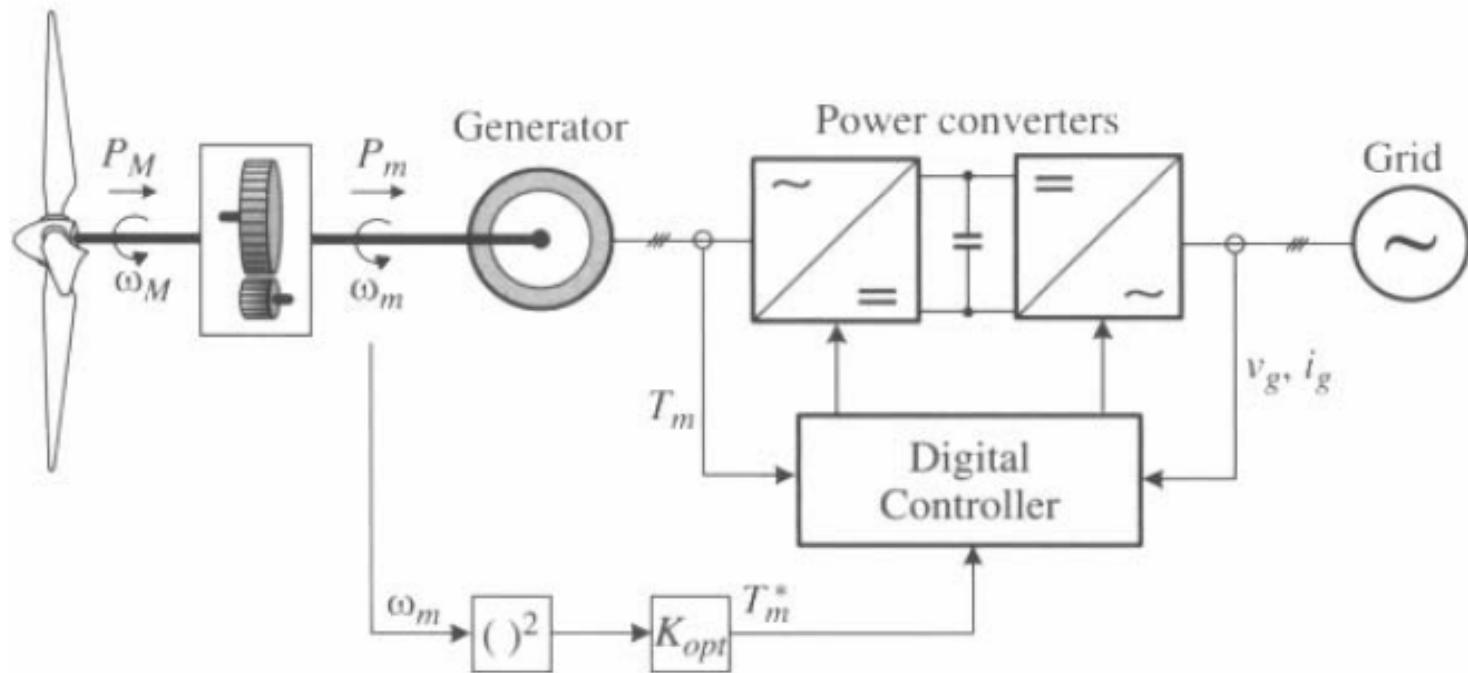 Generator
Power converters
Grid
P_M
P_m
~
=
=
~
~
ω_M
ω_m
T_m
v_g, i_g
Digital
Controller
ω_m
( )²
K_opt
T_m^*